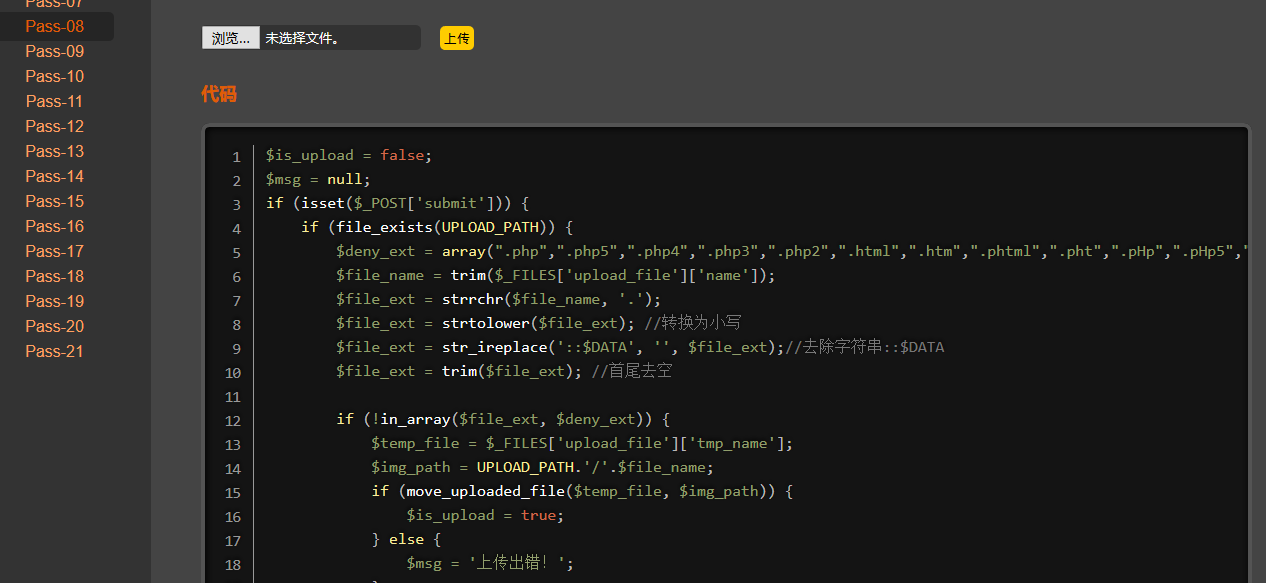 Pass-07
Pass-08
Pass-09
Pass-10
Pass-11
Pass-12
Pass-13
Pass-14
Pass-15
Pass-16
Pass-17
Pass-18
Pass-19
Pass-20
Pass-21
浏览... 未选择文件。 上传
代码
1 $is_upload = false;
2 $msg = null;
3 if (isset($_POST['submit'])) {
4 if (file_exists(UPLOAD_PATH)) {
5 $deny_ext = array(".php",".php5",".php4",".php3",".php2",".html",".htm",".phtml",".pht",".pHp",".pHp5","
6 $file_name = trim($_FILES['upload_file']['name']);
7 $file_ext = strrchr($file_name, '.');
8 $file_ext = strtolower($file_ext); //转换为小写
9 $file_ext = str_ireplace('::$DATA', '', $file_ext);//去除字符串::$DATA
10 $file_ext = trim($file_ext); //首尾去空
11
12 if (!in_array($file_ext, $deny_ext)) {
13 $temp_file = $_FILES['upload_file']['tmp_name'];
14 $img_path = UPLOAD_PATH.'/'.$file_name;
15 if (move_uploaded_file($temp_file, $img_path)) {
16 $is_upload = true;
17 } else {
18 $msg = '上传出错！';
}